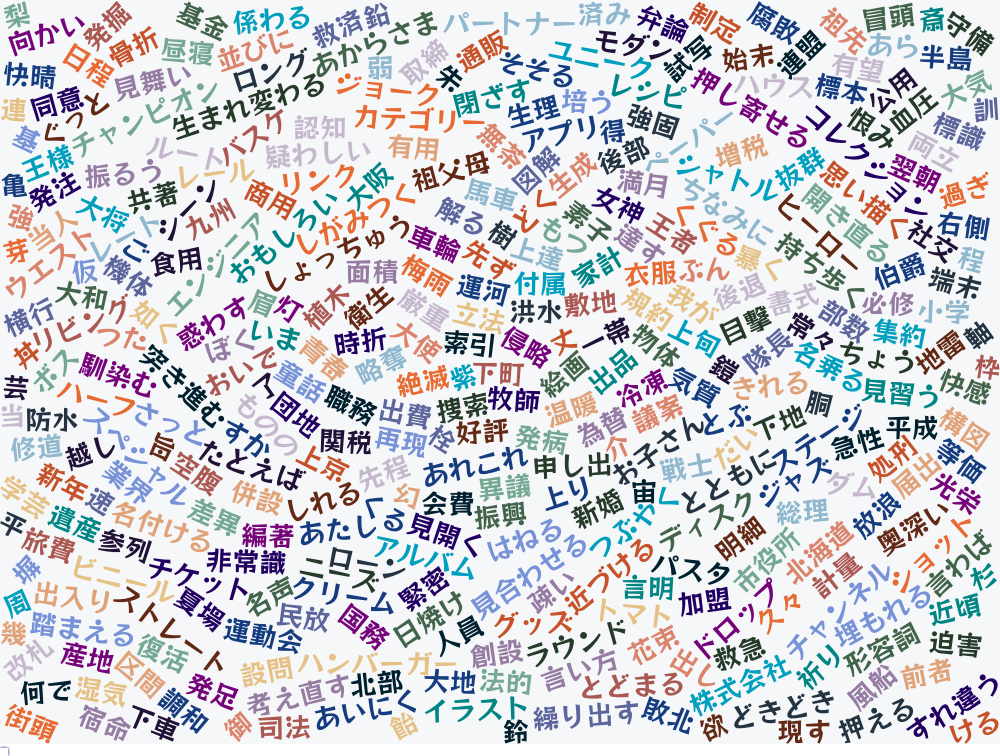 梨
向かい
発掘
基金
係わる
救済
鉛
パートナー
済み
弁論
制定
腐敗
祖先
冒頭
斎
守備
日程
骨折
昼寝
並びに
あからさま
モダン
試写
始末
連盟
あら
半島
快晴
見舞い
ロング
弱
取締
朱
通販
そそる
ユニーク
有望
連
同意
ぐっと
チャンピオン
生まれ変わる
ジョーク
閉ざす
レシピ
押し寄せる
ハウス
標本
公用
大気
基
カテゴリー
生理
培う
強固
コレクション
恨み
血圧
訓
王様
ルーム
バスケ
認知
疑わしい
有用
無茶
アプリ
得
ペーパー
増税
標識
両立
亀
発注
振るう
共著
レール
リンク
大阪
祖父母
図解
生成
後部
満月
シャトル
抜群
思い描く
翌朝
過ぎ
強
当人
大将
シーン
九州
商用
おもしろい
しがみつく
馬車
解る
女神
ちなみに
ヒーロー
開き直る
右側
芽
ウエスト
レート
ご
食用
エンジニア
しょっちゅう
車輪
先ず
樹
上達
もつ
素子
達す
王者
くぐる
暴く
持ち歩く
社交
程
仮
機体
面積
梅雨
運河
付属
家計
衣服
ぶん
後退
書式
伯爵
端末
横行
大和
グリビング
如く
惑わす
眉
灯
植木
衛生
厳重
立法
洪水
敷地
規約
我が
目撃
必修
小学
丼
つた
ぼく
いま
時折
大使
索引
侵略
丈
一帯
物体
上旬
常々
部数
集約
地雷
軸
芸
ボス
馴染む
突き進む
おいで
青春
略奪
絶滅
紫
下町
絵画
出品
鎧
隊長
名乗る
ちょう
見習う
枠
快感
ハーフ
さっと
童話
職務
出費
捜索
牧師
温暖
冷凍
気質
きれる
胴
当
防水
スペシャル
旨
すか
ものの
団地
関税
再現
栓
好評
発病
為替
議案
お子さん
とぶ
下地
ステージ
平成
横図
修道
越し
業界
空腹
たとえば
上京
先程
あれこれ
申し出
介
戦士
だい
急性
処刑
等価
学芸
新年
速
名付ける
併設
しれる
幻
会費
異議
上り
新婚
宙
とともに
ジャズ
ダム
届出
光栄
平
遺産
差異
編著
あたし
くる
見開く
振興
つぶやく
ディスク
総理
放浪
奥深い
旅費
参列
チケット
非常識
ニーズ
アルバム
はねる
見合わせる
近づける
パスタ
明細
市役所
北海道
計量
ショット
言わば
職
ビニール
夏場
名声
クリーム
緊密
疎い
言明
加盟
久々
チャンネル
杉
周
出入り
ストレート
民放
国務
日焼け
グッズ
トマト
ドロップ
埋もれる
近頃
幾
踏まえる
運動会
人員
ラウンド
花束
救急
祈り
形容詞
迫害
改札
産地
区間
復活
設問
ハンバーガー
創設
言い方
出く
株式会社
風船
前者
何で
湿気
調和
発足
考え直す
北部
大地
法的
とどまる
すれ違う
街頭
宿命
下車
御
司法
あいにく
飴
イラスト
鈴
繰り出す
敗北
欲
どきどき
現す
押える
ける